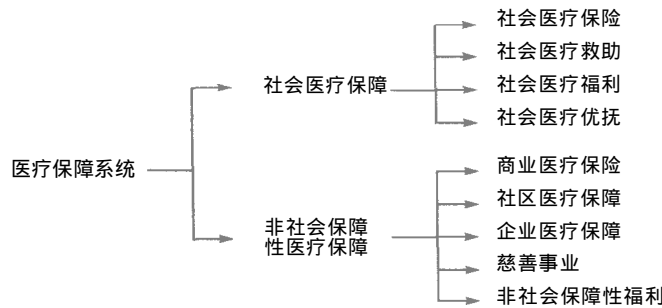 医疗保障系统
社会医疗保障
社会医疗保险
社会医疗救助
社会医疗福利
社会医疗优抚
非社会保障
性医疗保障
商业医疗保险
社区医疗保障
企业医疗保障
慈善事业
非社会保障性福利